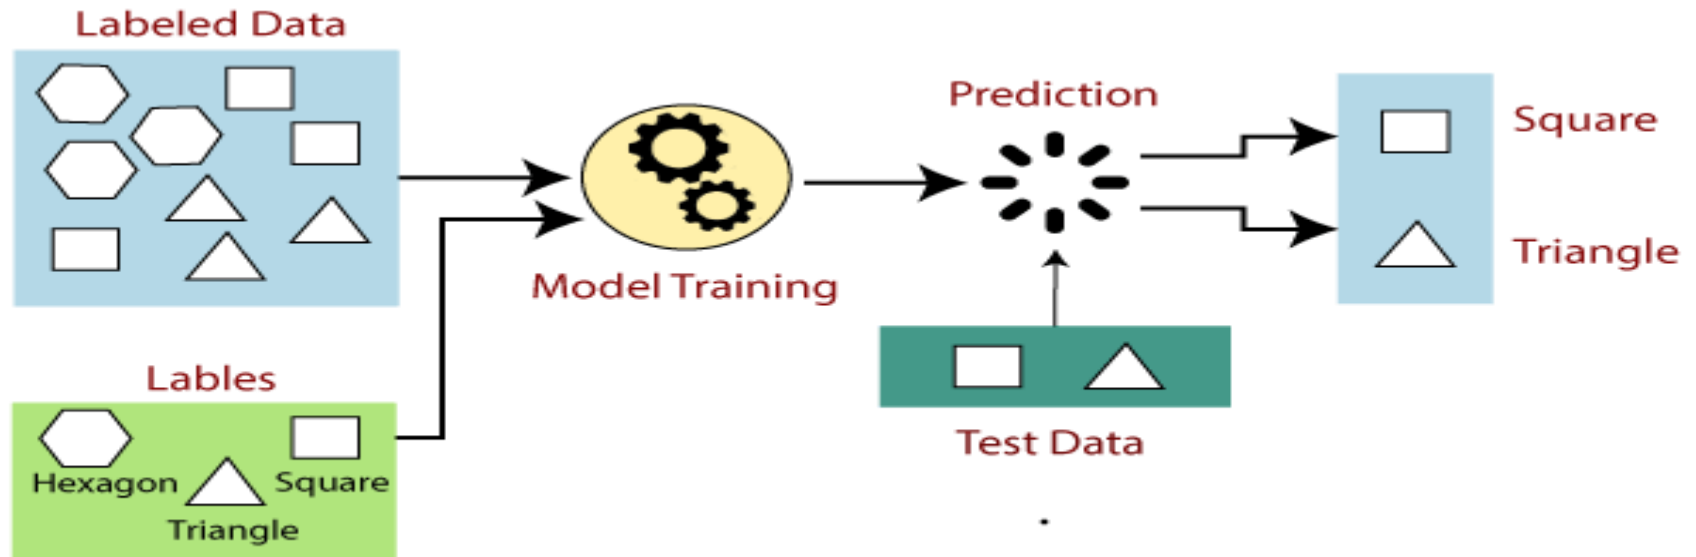 Labeled Data
Prediction
Square
Triangle
Model Training
Lables
Hexagon
Square
Triangle
Test Data
.